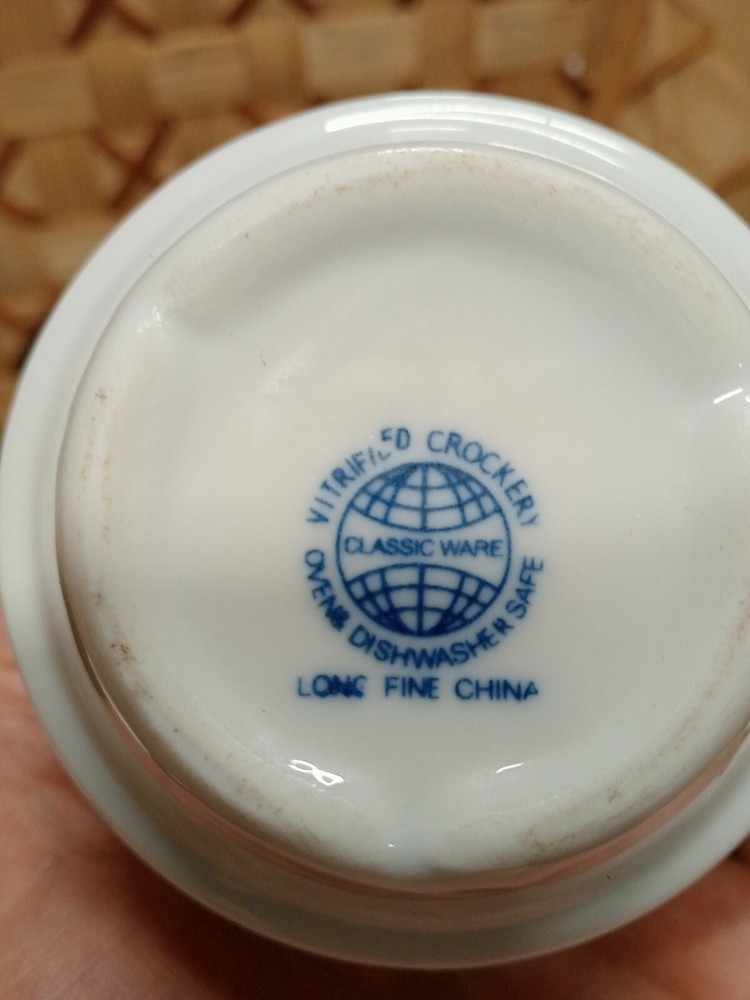 VITRIFIED CROCKERY
CLASSIC WARE
OVEN & DISHWASHER SAFE
LONG FINE CHINA